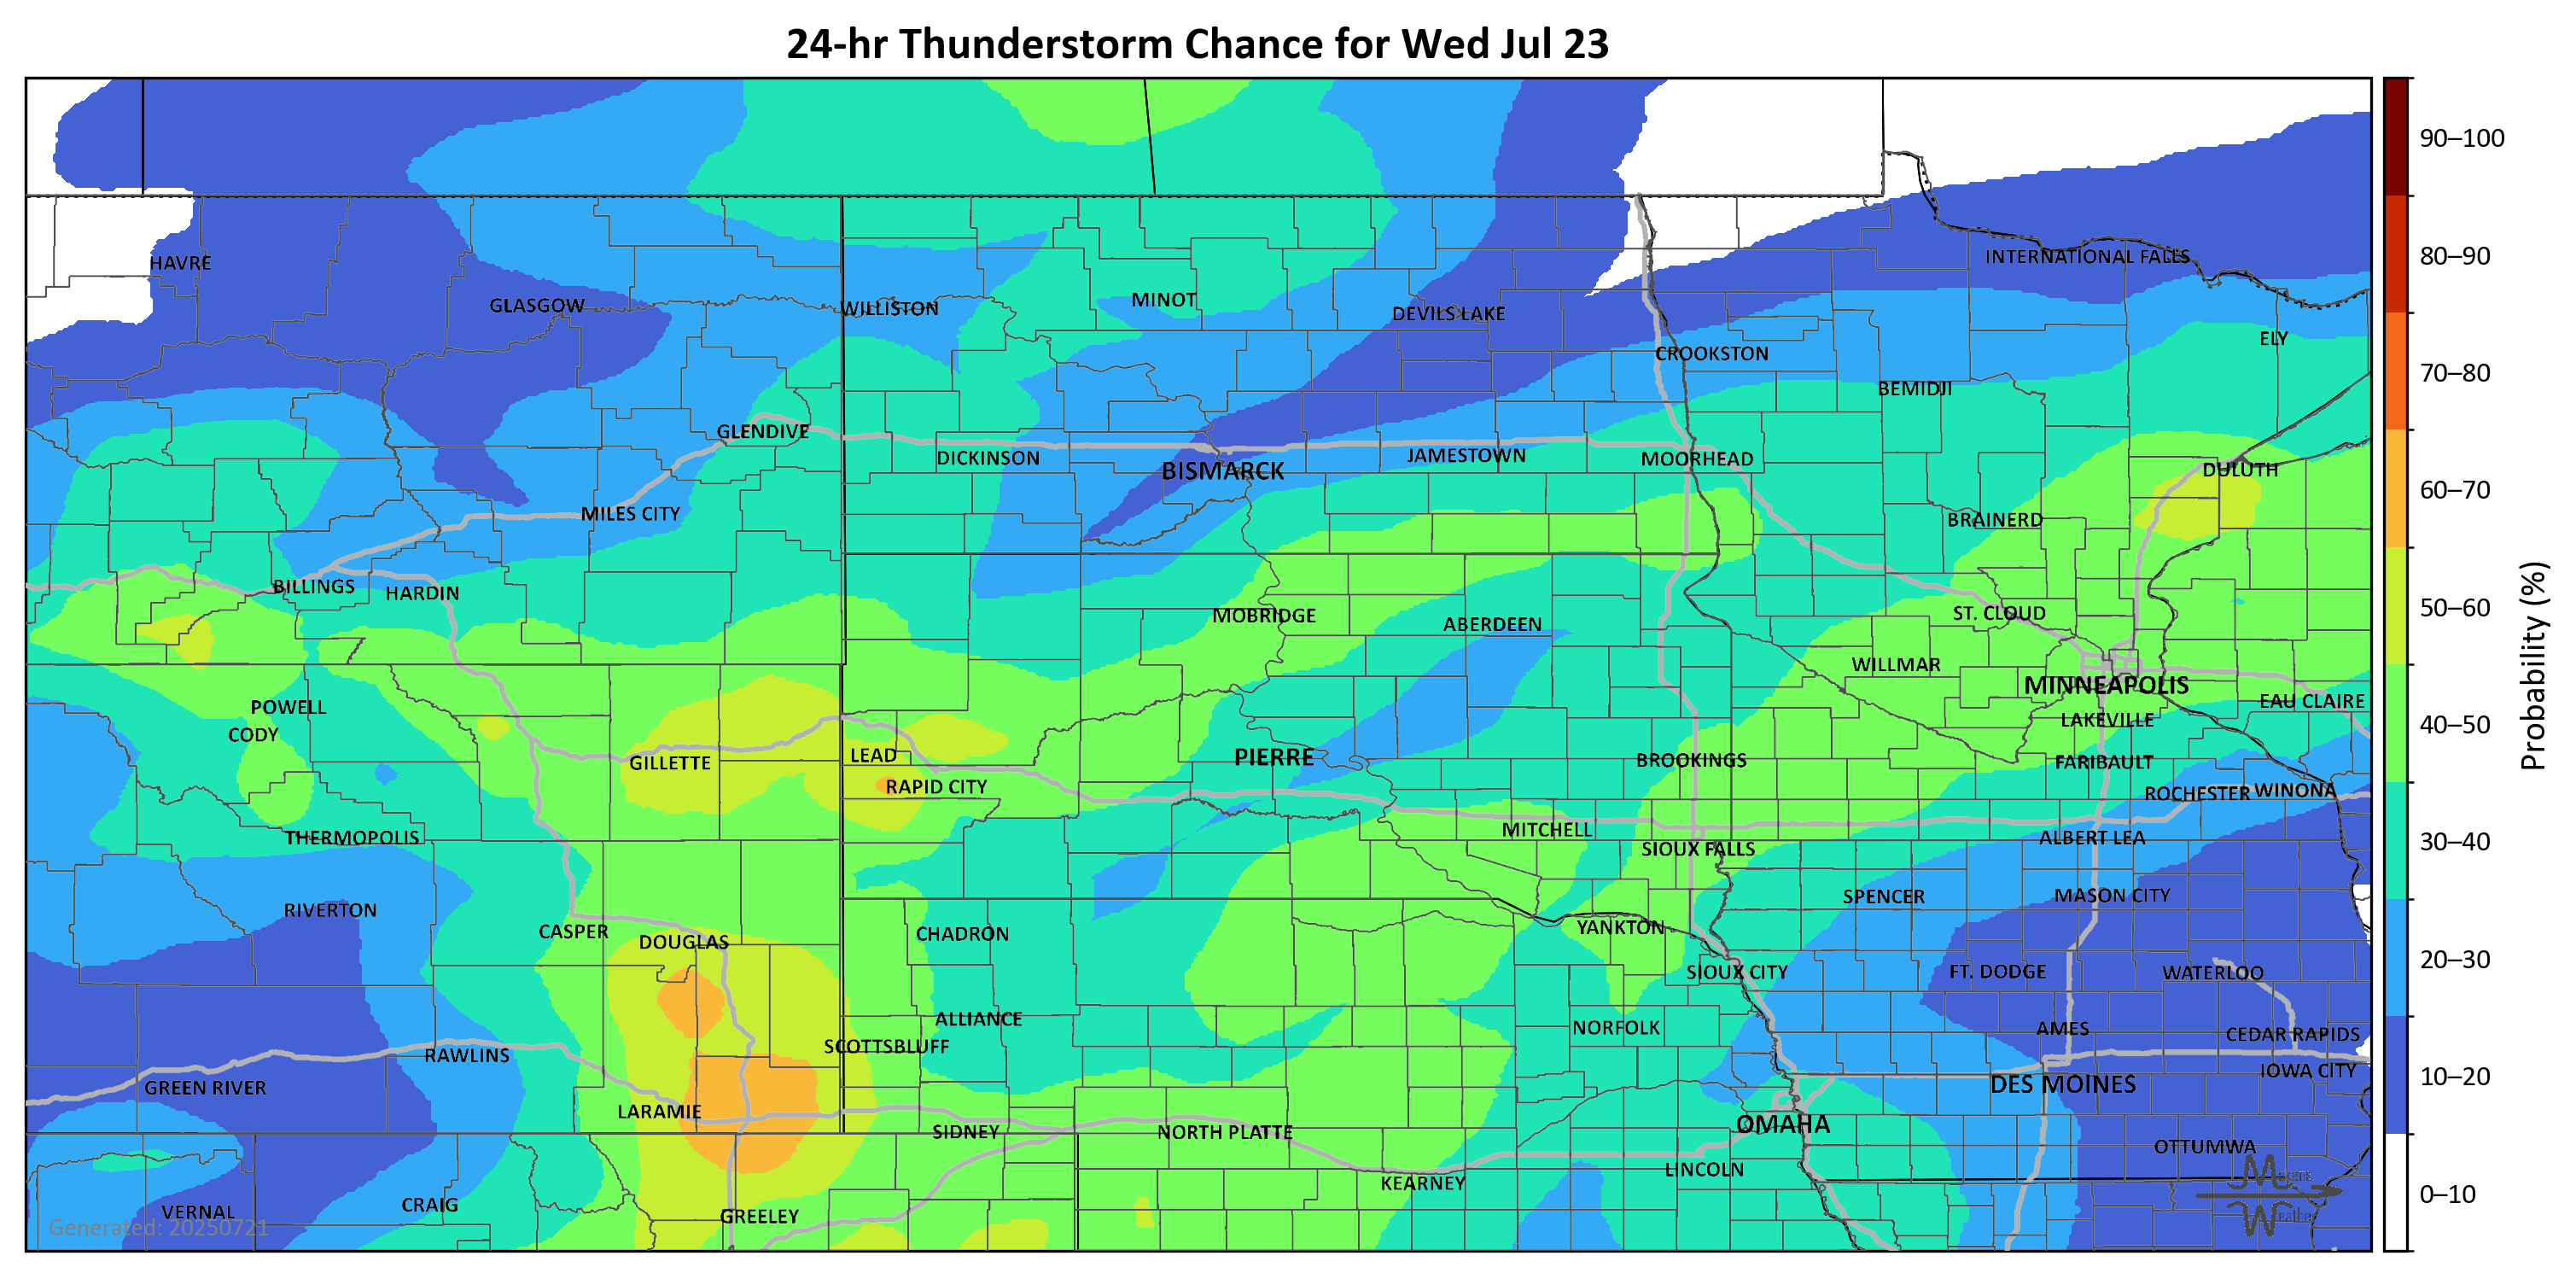 24-hr Thunderstorm Chance for Wed Jul 23
90–100
HAVRE
INTERNATIONAL FALLS
80–90
GLASGOW
WILLISTON
MINOT
DEVILS LAKE
ELY
CROOKSTON
70–80
BEMIDJI
GLENDIVE
DICKINSON
BISMARCK
JAMESTOWN
MOORHEAD
DULUTH
60–70
MILES CITY
BRAINERD
BILLINGS
HARDIN
MOBRIDGE
ABERDEEN
ST. CLOUD
50–60
WILLMAR
MINNEAPOLIS
POWELL
EAU CLAIRE
CODY
LAKEVILLE
40–50
Probability (%)
GILLETTE
LEAD
PIERRE
BROOKINGS
FARIBAULT
RAPID CITY
ROCHESTER
WINONA
THERMOPOLIS
MITCHELL
ALBERT LEA
30–40
SIOUX FALLS
RIVERTON
SPENCER
MASON CITY
CASPER
DOUGLAS
CHADRON
YANKTON
20–30
SIOUX CITY
FT. DODGE
WATERLOO
ALLIANCE
NORFOLK
AMES
CEDAR RAPIDS
SCOTTSBLUFF
RAWLINS
IOWA CITY
10–20
GREEN RIVER
DES MOINES
LARAMIE
SIDNEY
NORTH PLATTE
OMAHA
OTTUMWA
LINCOLN
KEARNEY
0–10
VERNAL
CRAIG
GREELEY
Generated: 20250721
Weather